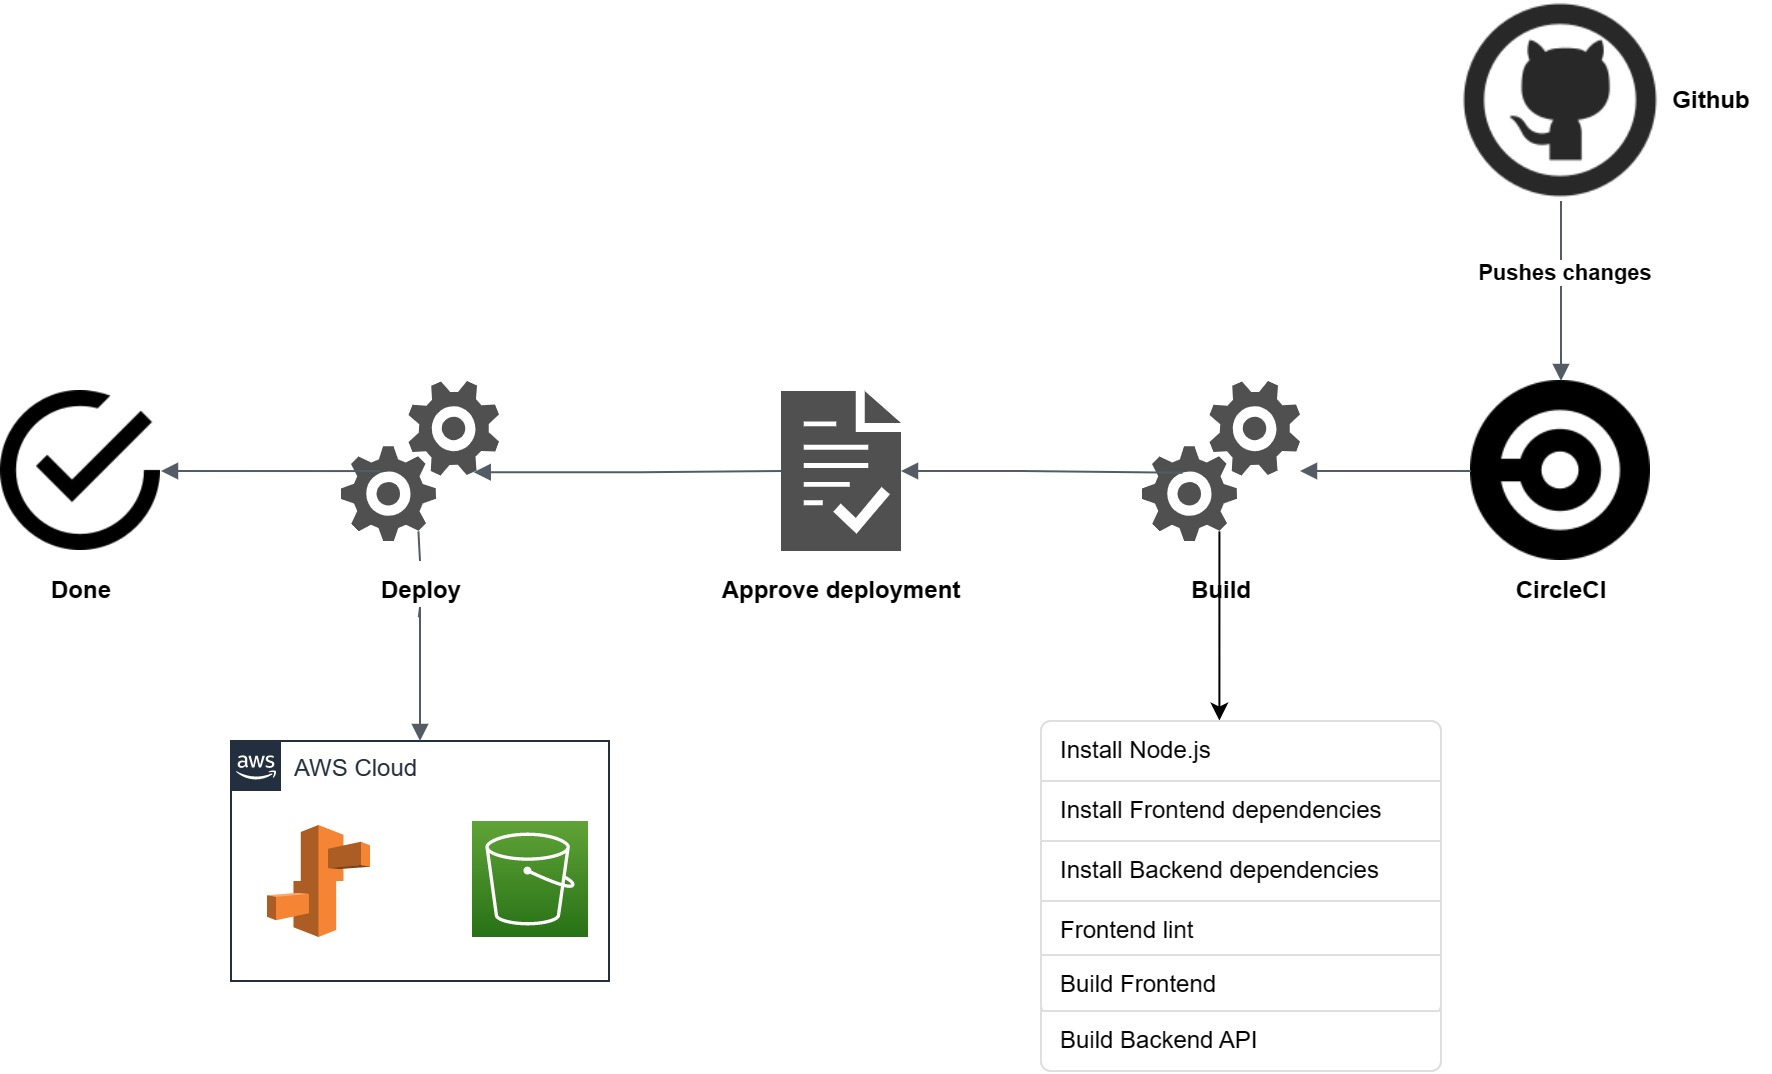 Github
Pushes changes
Done
Deploy
Approve deployment
Build
CircleCI
aws
AWS Cloud
Install Node.js
Install Frontend dependencies
Install Backend dependencies
Frontend lint
Build Frontend
Build Backend API